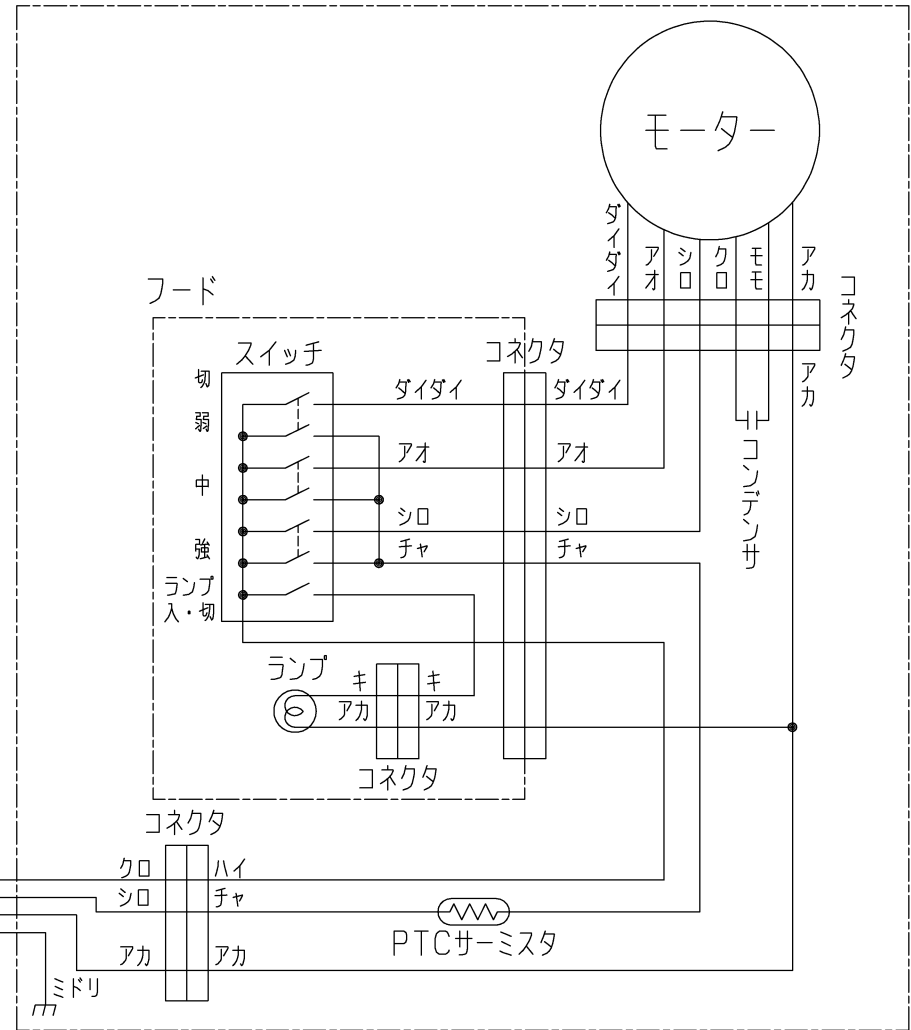 モーター
ダイダイ
アオ
シロ
クロ
モモ
アカ
コネクタ
アカ
フード
スイッチ
コネクタ
切
弱
中
強
ランプ
入・切
ダイダイ
ダイダイ
アオ
アオ
シロ
シロ
チャ
チャ
コンデンサ
ランプ
キ
キ
アカ
アカ
コネクタ
コネクタ
クロ
ハイ
シロ
チャ
PTCサーミスタ
アカ
アカ
ミドリ